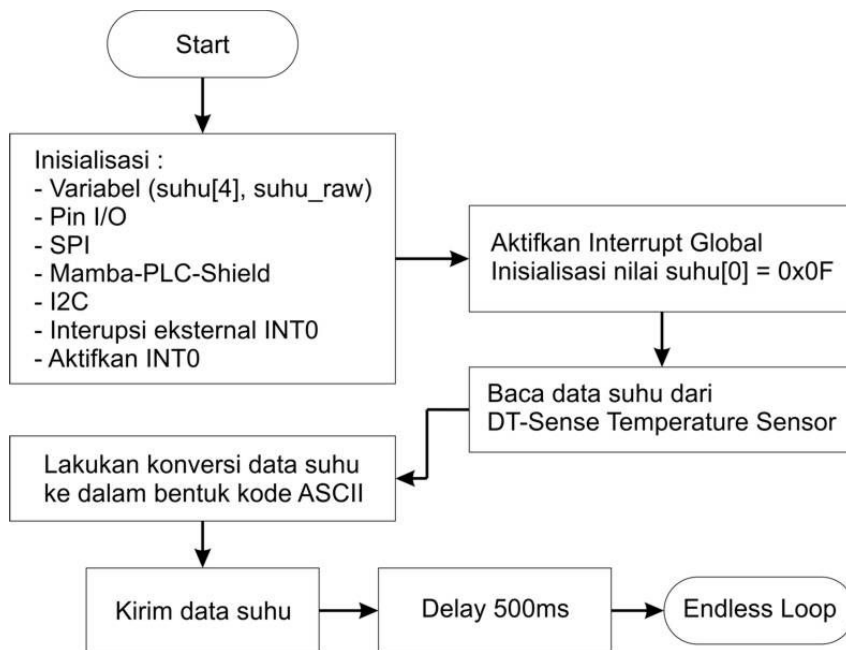 Start
Inisialisasi :
- Variabel (suhu[4], suhu_raw)
- Pin I/O
- SPI
- Mamba-PLC-Shield
- I2C
- Interupsi eksternal INT0
- Aktifkan INT0
Aktifkan Interrupt Global
Inisialisasi nilai suhu[0] = 0x0F
Baca data suhu dari
DT-Sense Temperature Sensor
Lakukan konversi data suhu
ke dalam bentuk kode ASCII
Kirim data suhu
Delay 500ms
Endless Loop